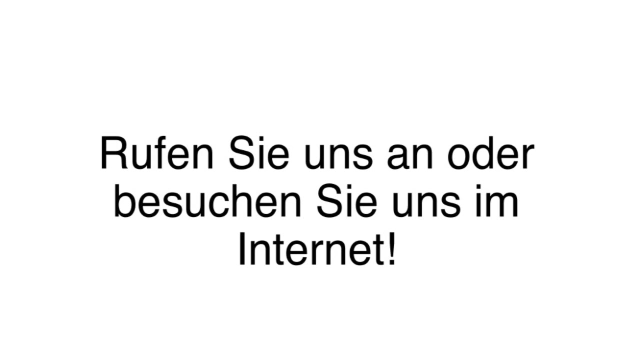 Rufen Sie uns an oder
besuchen Sie uns im
Internet!